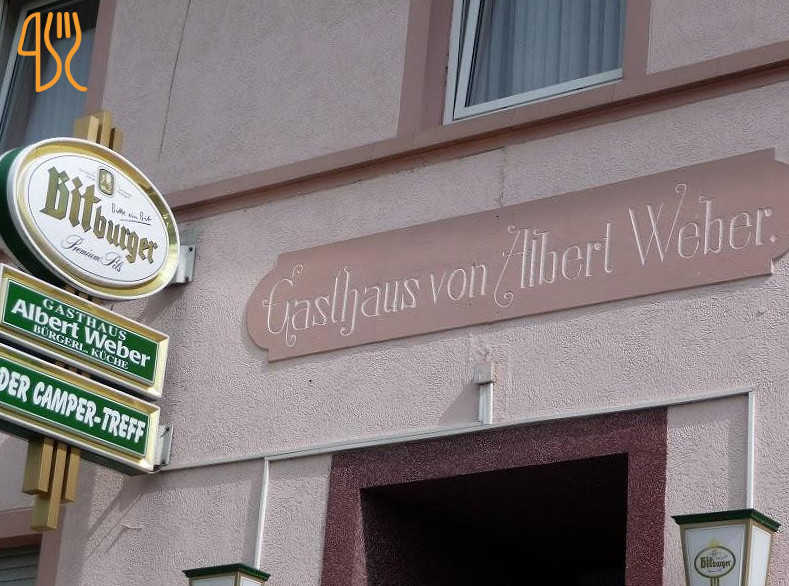 Bitburger
Bitte ein Bit
Premium Pils
GASTHAUS
Albert Weber
BÜRGERL. KÜCHE
DER CAMPER-TREFF
Gasthaus von Albert Weber.
Bitburger